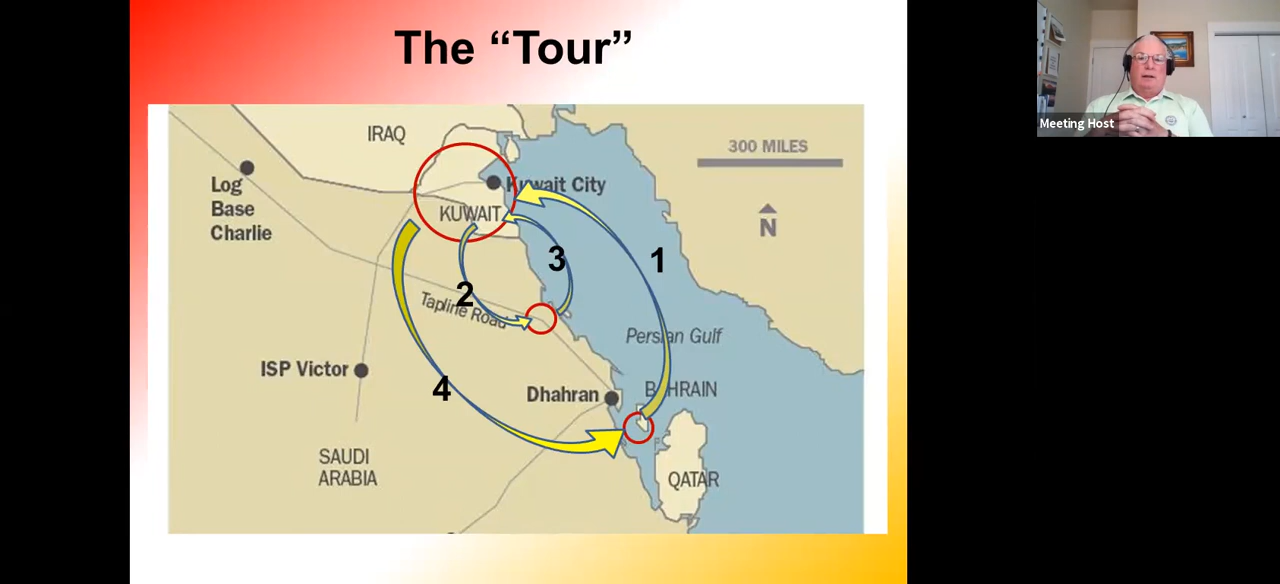 The “Tour”
IRAQ
300 MILES
Log
Base
Charlie
Kuwait City
KUWAIT
N
3
1
2
Tapline Road
Persian Gulf
ISP Victor
4
Dhahran
BAHRAIN
SAUDI
ARABIA
QATAR
Meeting Host